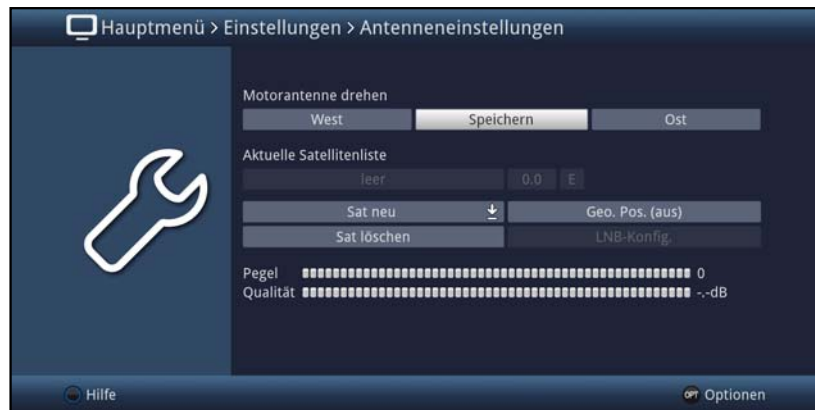 Hauptmenü > Einstellungen > Antenneneinstellungen
Motorantenne drehen
West Speichern Ost
Aktuelle Satellitenliste
leer 0.0 E
Sat neu Geo. Pos. (aus)
Sat löschen LNB-Konfig.
Pegel 0
Qualität -.-dB
Hilfe OPT Optionen